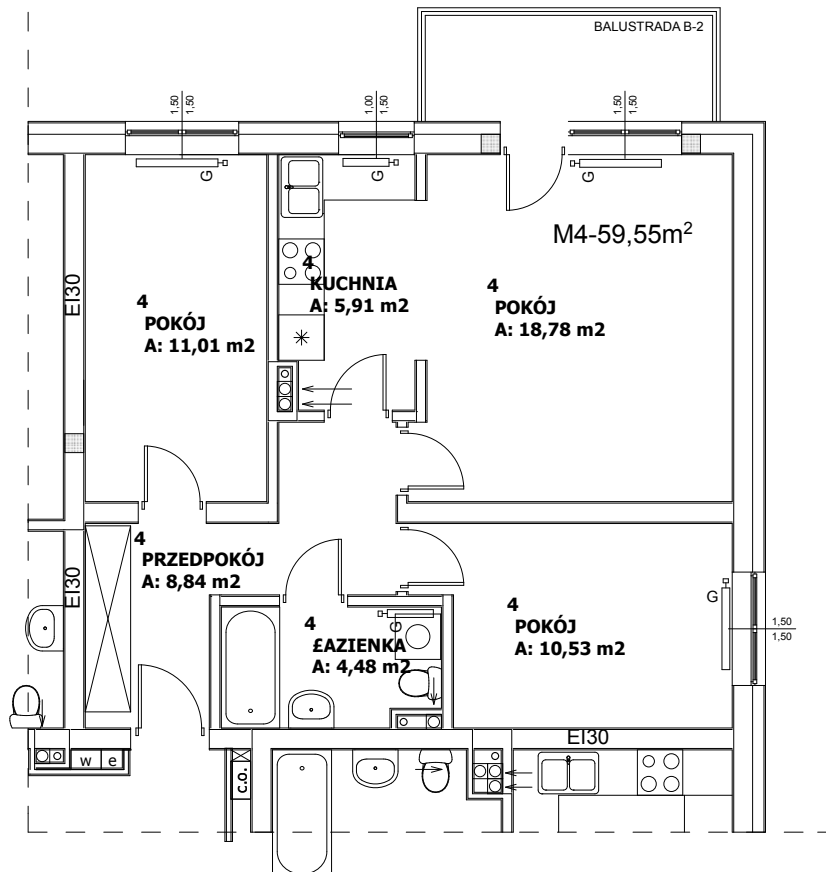 BALUSTRADA B-2
1,50
1,50
1,00
1,50
1,50
1,50
G
G
G
M4-59,55m²
EI30
4
POKÓJ
A: 11,01 m2
4
KUCHNIA
A: 5,91 m2
4
POKÓJ
A: 18,78 m2
4
PRZEDPOKÓJ
A: 8,84 m2
EI30
4
ŁAZIENKA
A: 4,48 m2
G
4
POKÓJ
A: 10,53 m2
G
1,50
1,50
EI30
w e
c.o.